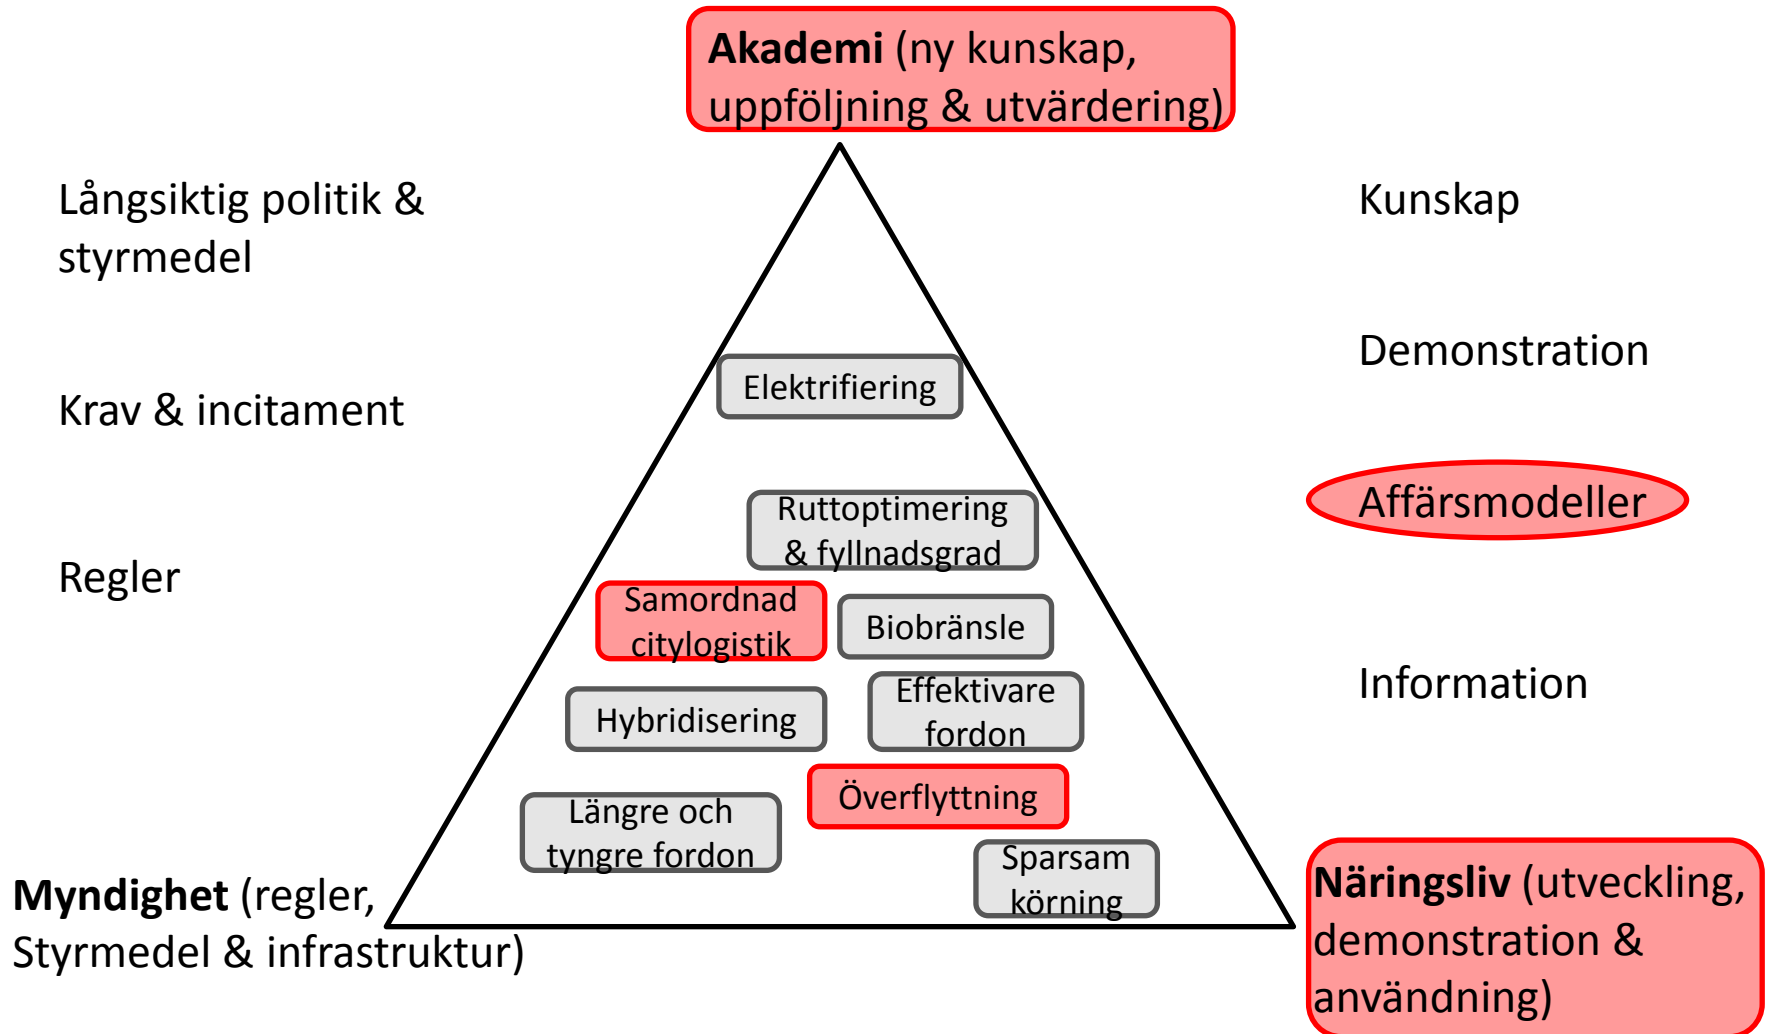 Akademi (ny kunskap,
uppföljning & utvärdering)
Långsiktig politik &
styrmedel
Krav & incitament
Regler
Kunskap
Demonstration
Affärsmodeller
Information
Elektrifiering
Ruttoptimering
& fyllnadsgrad
Samordnad
citylogistik
Biobränsle
Hybridisering
Effektivare
fordon
Överflyttning
Längre och
tyngre fordon
Sparsam
körning
Myndighet (regler,
Styrmedel & infrastruktur)
Näringsliv (utveckling,
demonstration &
användning)